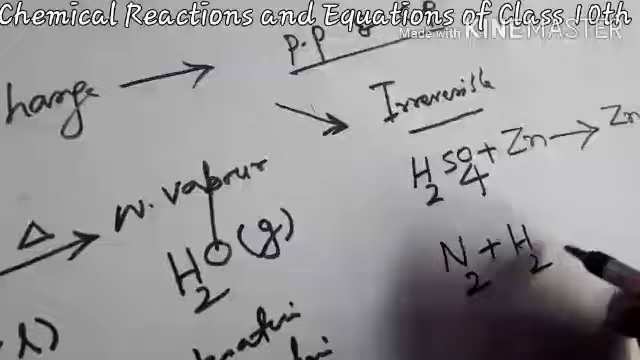 Chemical Reactions and Equations of Class 10th
Made with KINEMASTER
p.p
hange →
Irreversible
H2SO4 + Zn → Zn
Δ
W. vapour
H2O (g)
N2 + H2